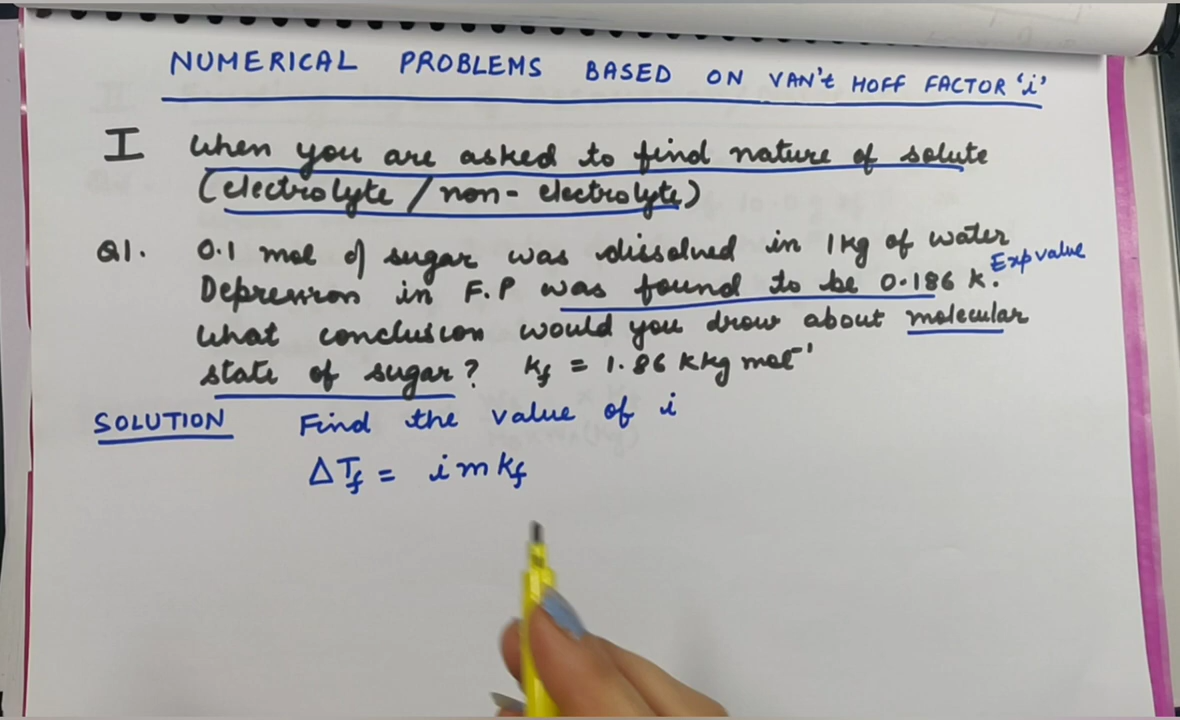 NUMERICAL PROBLEMS BASED ON VAN't HOFF FACTOR 'i'
I When you are asked to find nature of solute
(electrolyte / non-electrolyte)
Q1. 0.1 mol of sugar was dissolved in 1kg of water
Depression in F.P was found to be 0.186 K. Exp value
What conclusion would you draw about molecular
state of sugar? Kf = 1.86 K kg mol⁻¹
SOLUTION Find the value of i
ΔTf = i m Kf